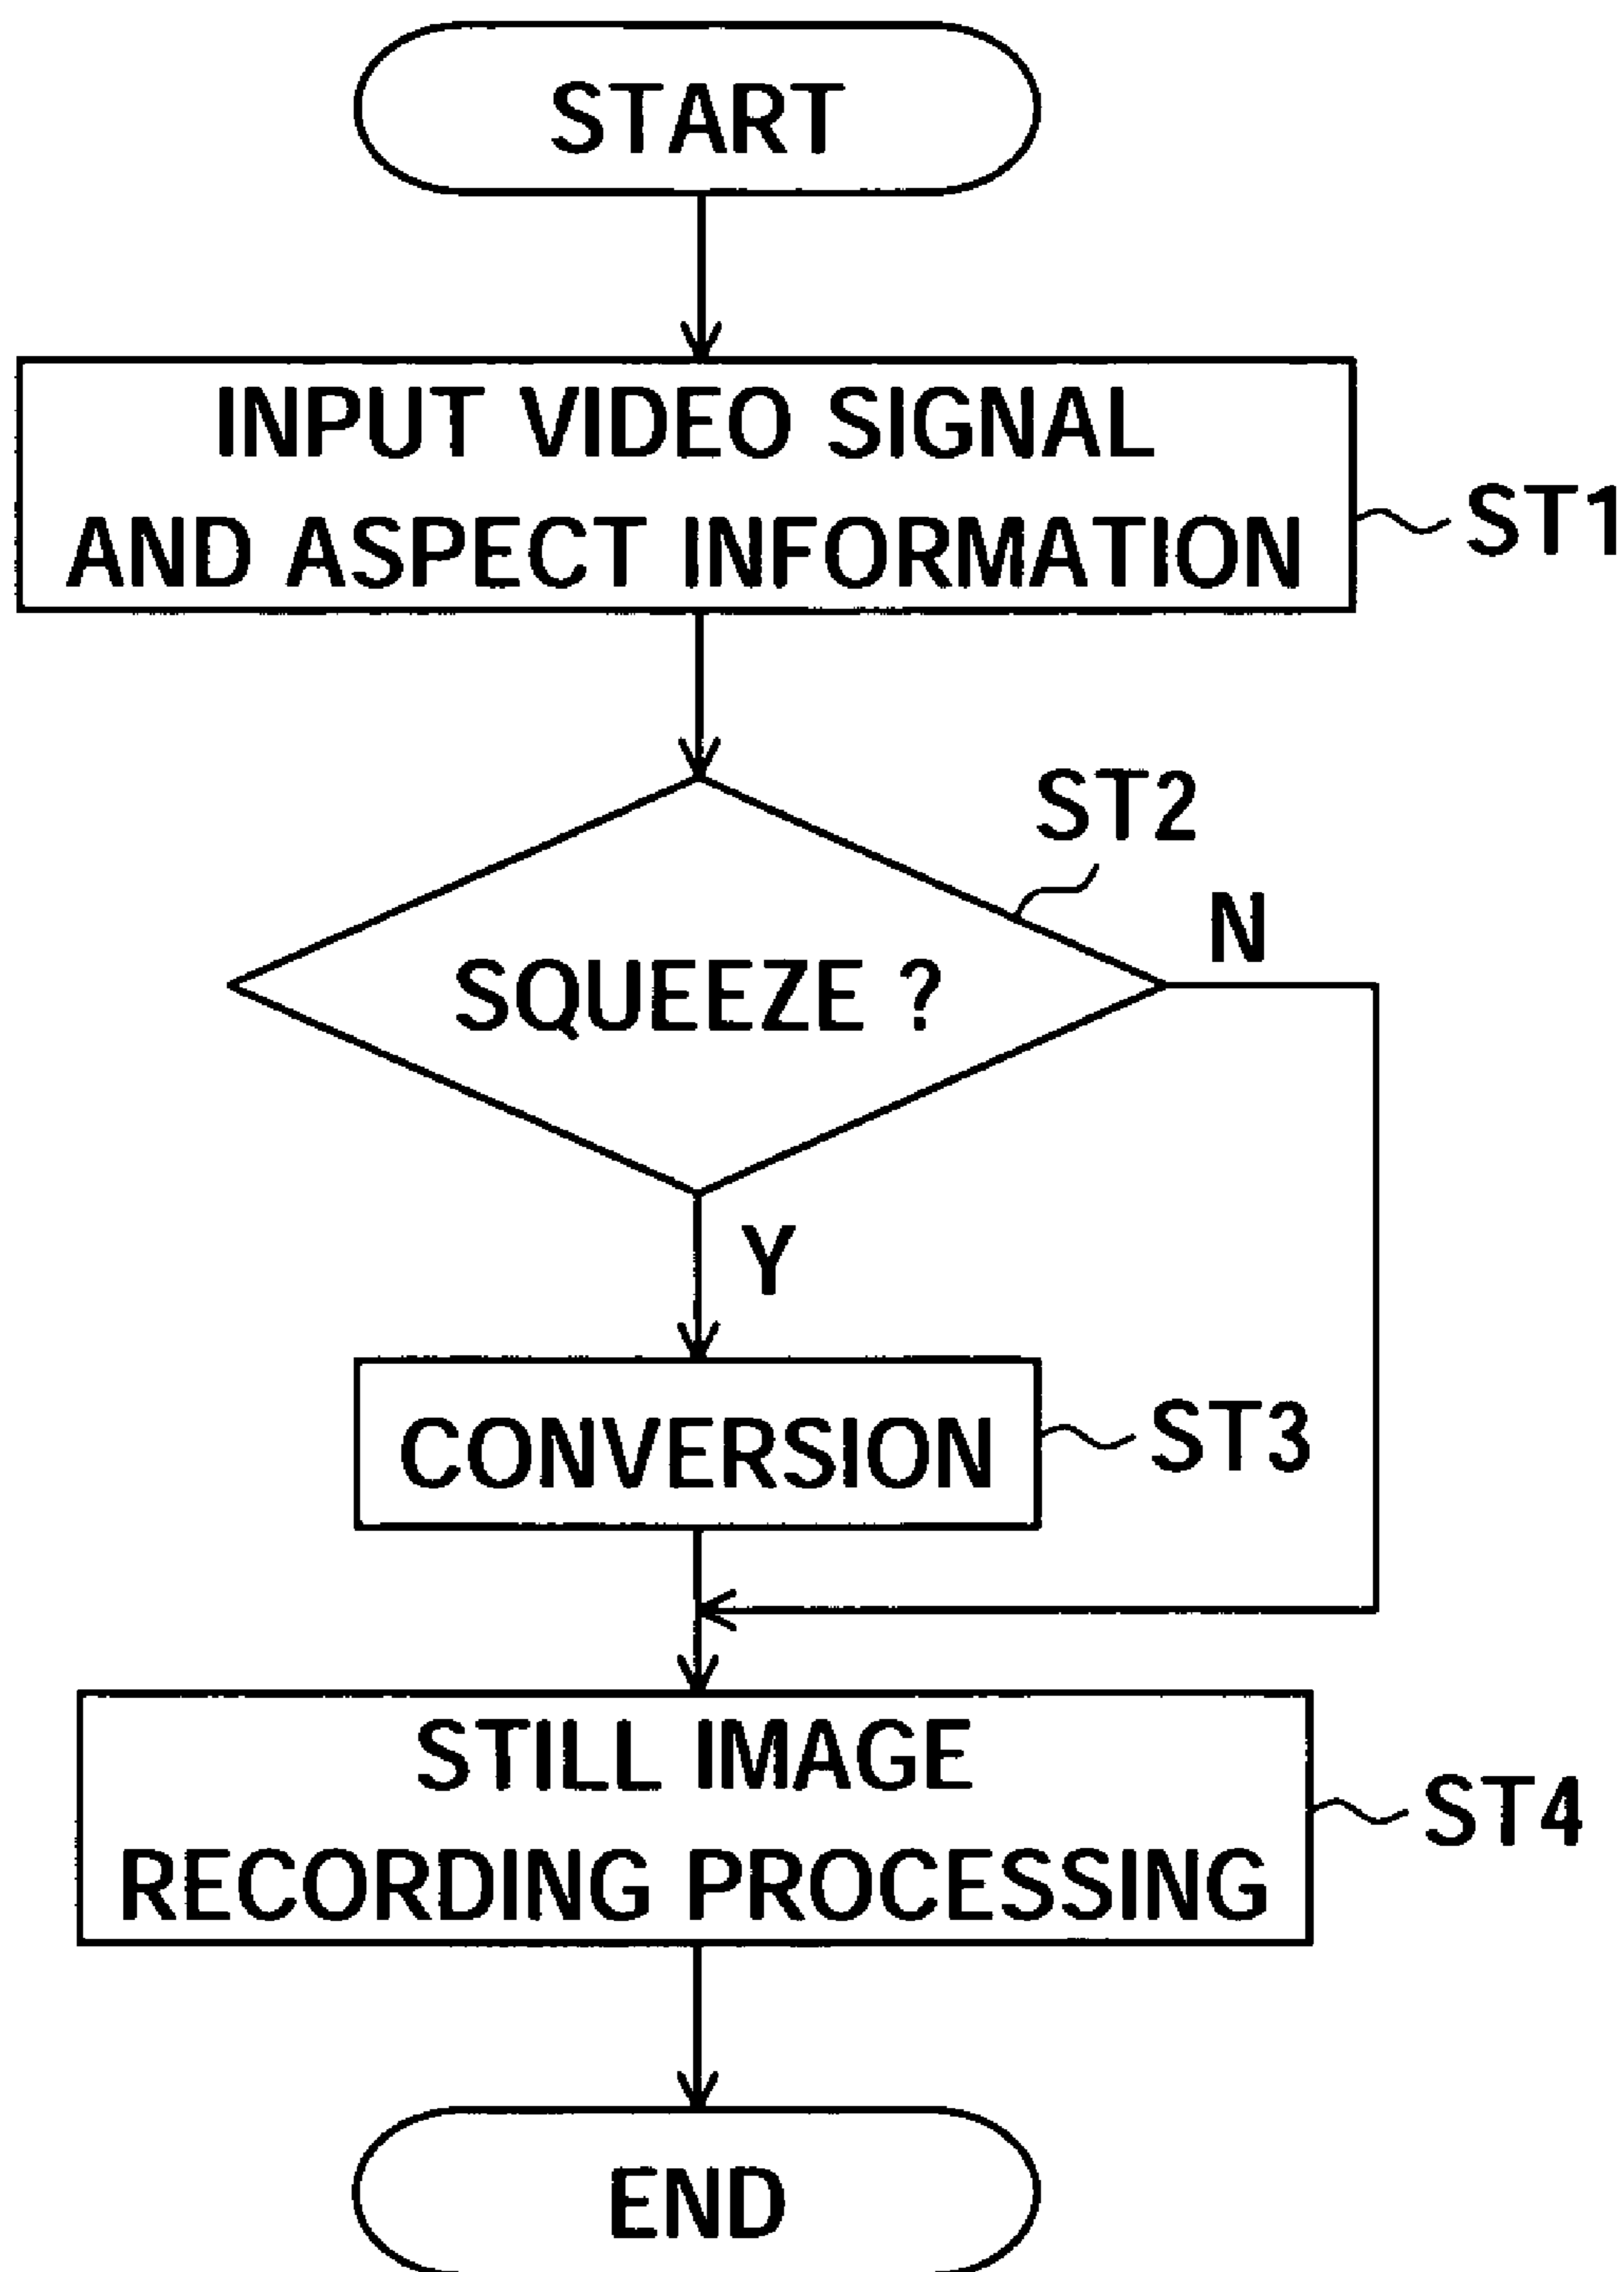 START
INPUT VIDEO SIGNAL
AND ASPECT INFORMATION
ST1
ST2
N
SQUEEZE ?
Y
CONVERSION
ST3
STILL IMAGE
RECORDING PROCESSING
ST4
END